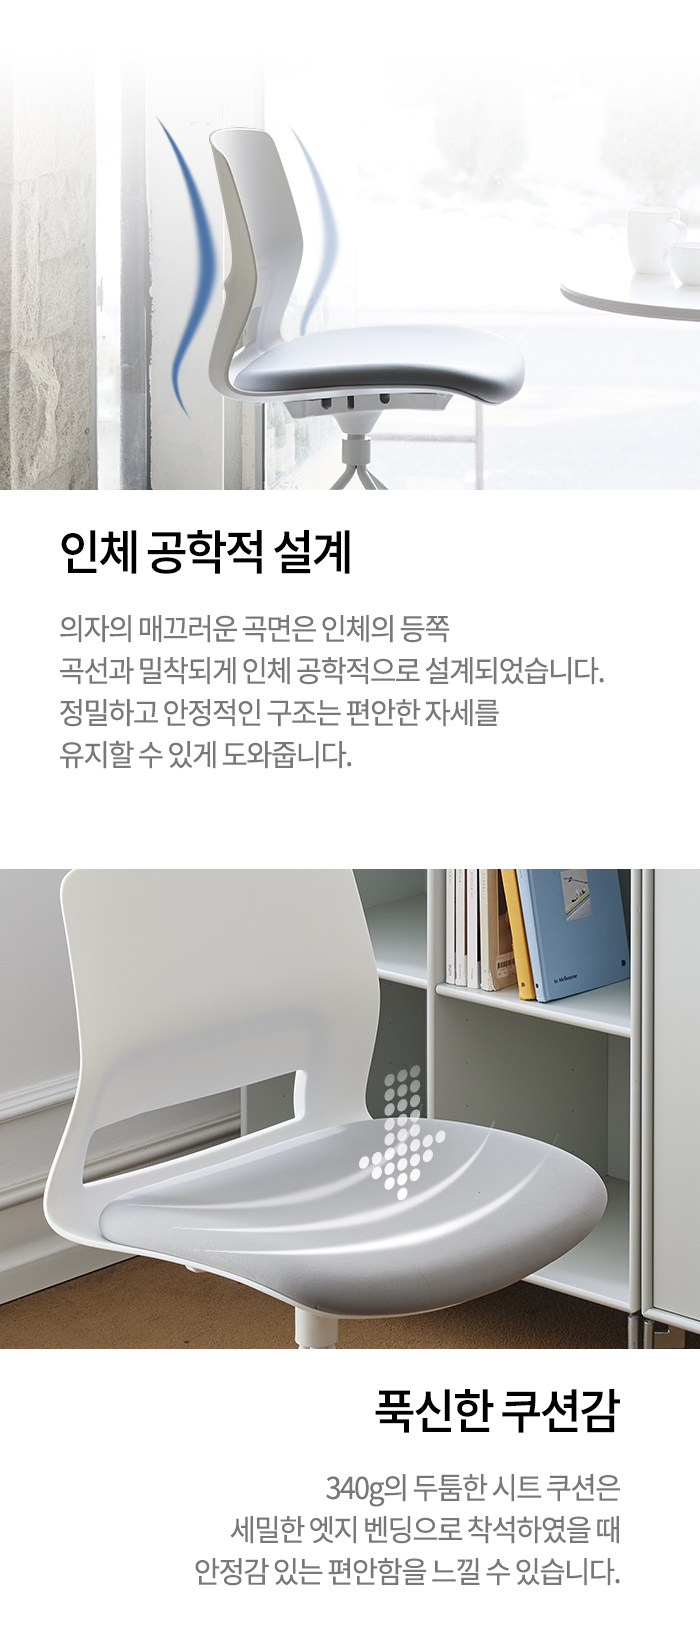 인체 공학적 설계
의자의 매끄러운 곡면은 인체의 등쪽
곡선과 밀착되게 인체 공학적으로 설계되었습니다.
정밀하고 안정적인 구조는 편안한 자세를
유지할 수 있게 도와줍니다.
In Melbourne
푹신한 쿠션감
340g의 두툼한 시트 쿠션은
세밀한 엣지 벤딩으로 착석하였을 때
안정감 있는 편안함을 느낄 수 있습니다.